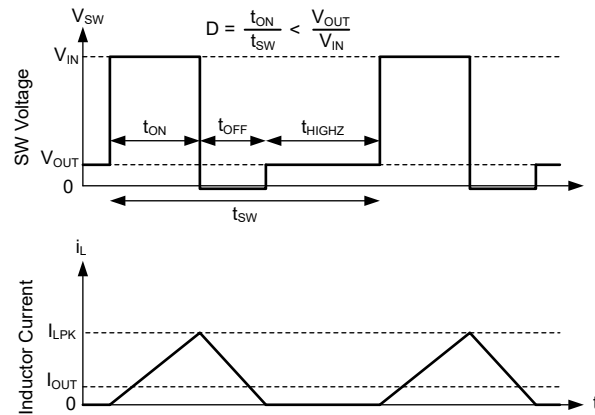 V_SW
D = t_ON / t_SW < V_OUT / V_IN
V_IN
SW Voltage
t_ON
t_OFF
t_HIGHZ
V_OUT
0
t_SW
i_L
Inductor Current
I_LPK
I_OUT
0
t